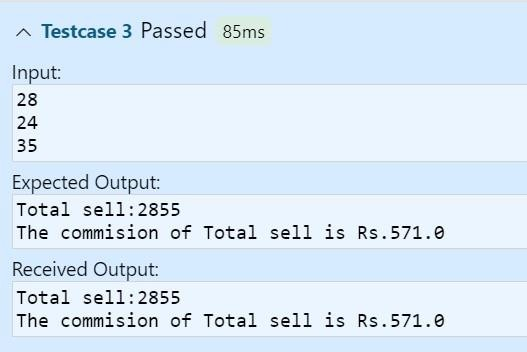 Testcase 3 Passed 85ms
Input:
28
24
35
Expected Output:
Total sell:2855
The commision of Total sell is Rs.571.0
Received Output:
Total sell:2855
The commision of Total sell is Rs.571.0